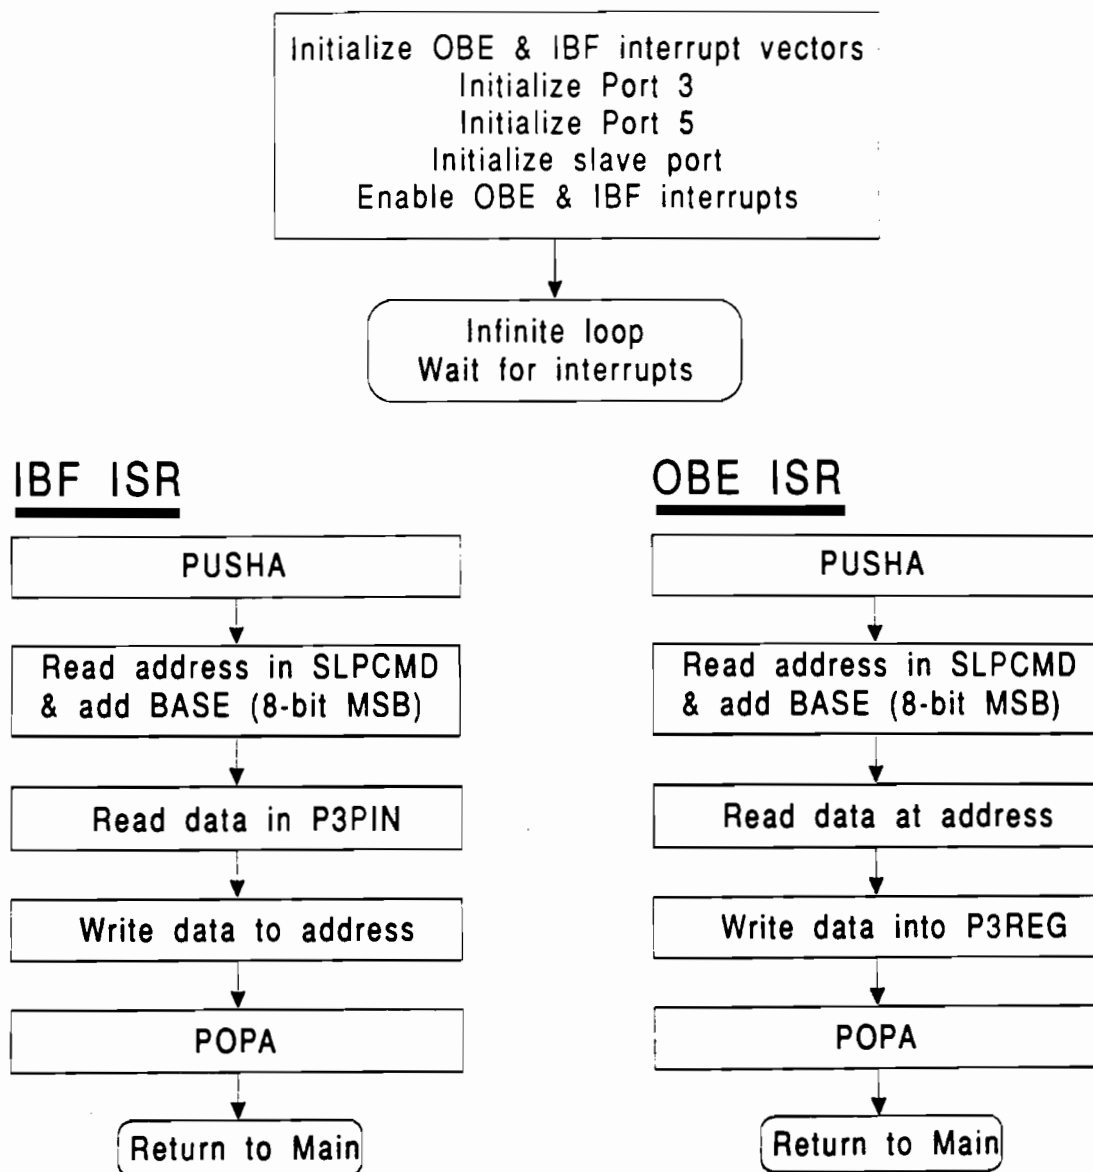 Initialize OBE & IBF interrupt vectors
Initialize Port 3
Initialize Port 5
Initialize slave port
Enable OBE & IBF interrupts
Infinite loop
Wait for interrupts
IBF ISR
PUSHA
Read address in SLPCMD
& add BASE (8-bit MSB)
Read data in P3PIN
Write data to address
POPA
Return to Main
OBE ISR
PUSHA
Read address in SLPCMD
& add BASE (8-bit MSB)
Read data at address
Write data into P3REG
POPA
Return to Main